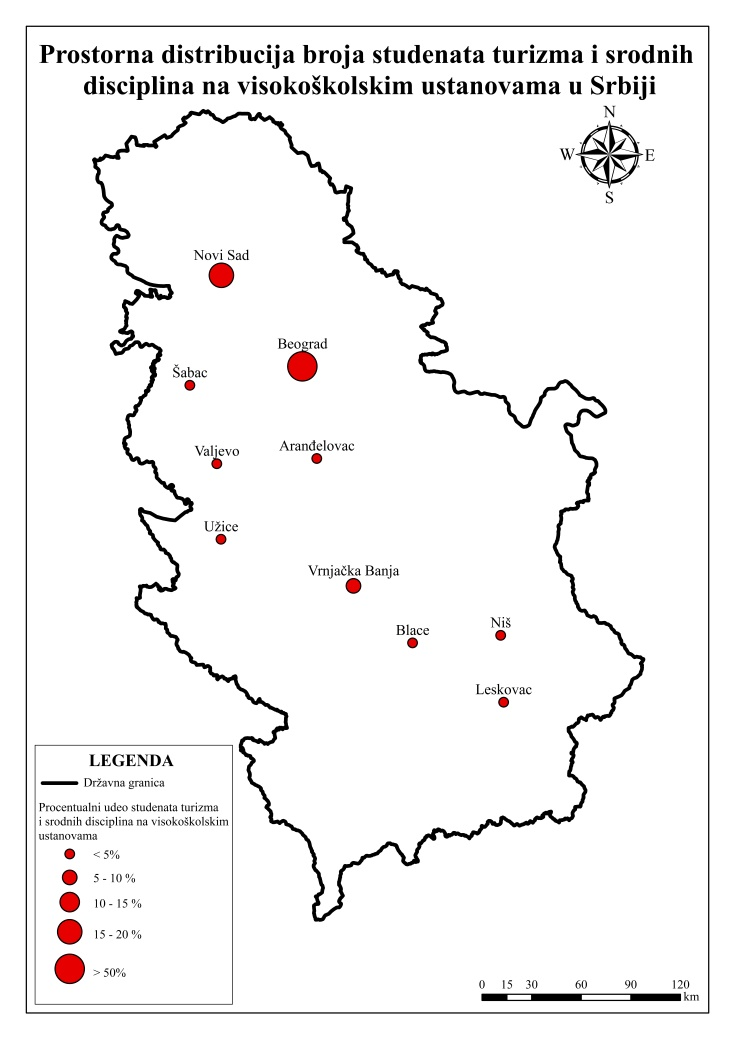 Prostorna distribucija broja studenata turizma i srodnih
disciplina na visokoškolskim ustanovama u Srbiji
N
W
E
S
Novi Sad
Beograd
Šabac
Valjevo
Aranđelovac
Užice
Vrnjačka Banja
Blace
Niš
Leskovac
LEGENDA
Državna granica
Procentualni udeo studenata turizma
i srodnih disciplina na visokoškolskim
ustanovama
< 5%
5 - 10 %
10 - 15 %
15 - 20 %
> 50%
0 15 30 60 90 120
km